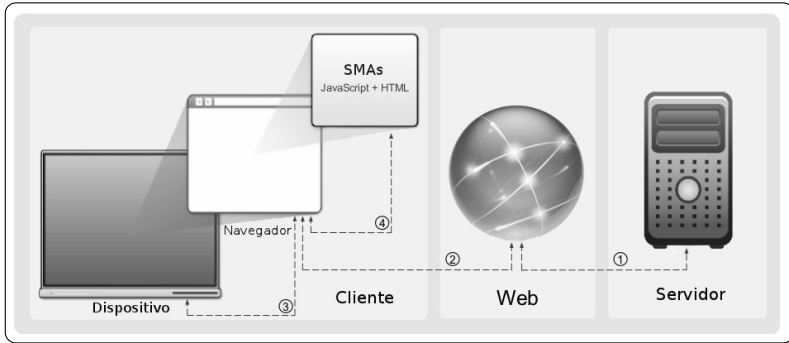 SMAs
JavaScript + HTML
Navegador
④
②
①
③
Dispositivo
Cliente
Web
Servidor